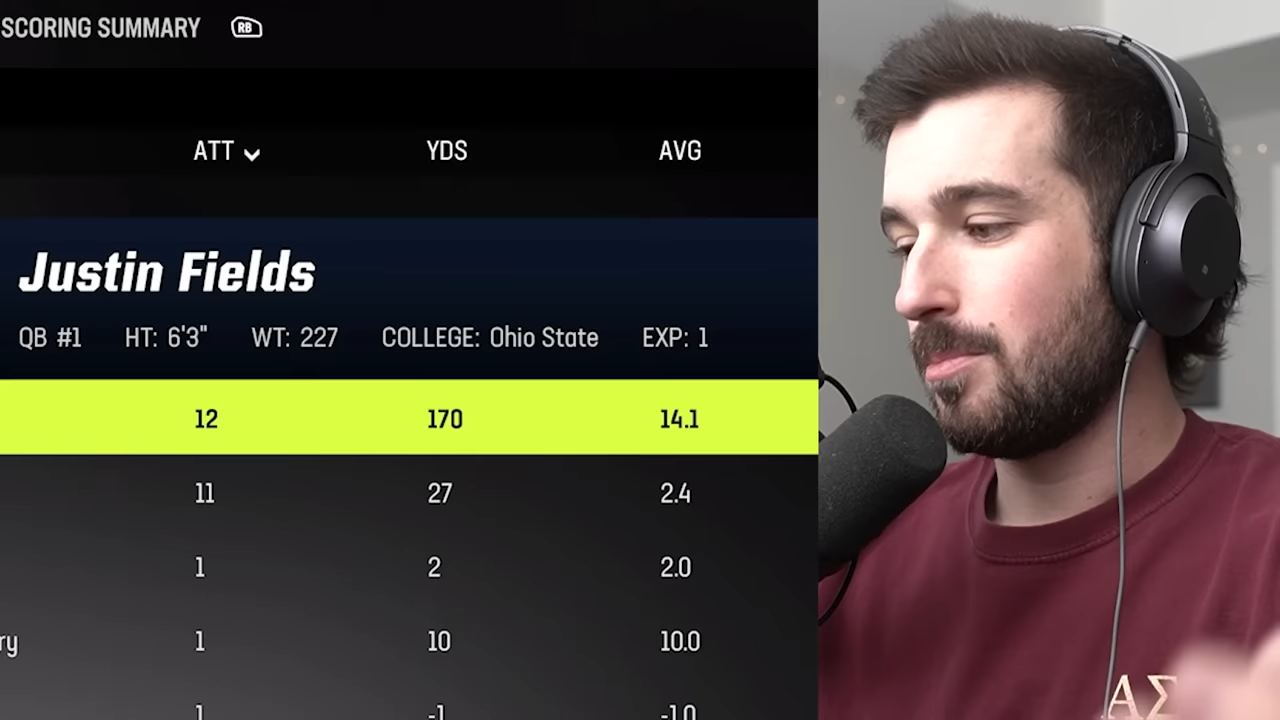 SCORING SUMMARY RB
ATT YDS AVG
Justin Fields
QB #1 HT: 6'3" WT: 227 COLLEGE: Ohio State EXP: 1
12 170 14.1
11 27 2.4
1 2 2.0
ry 1 10 10.0
1 -1 -1.0
ΑΣ